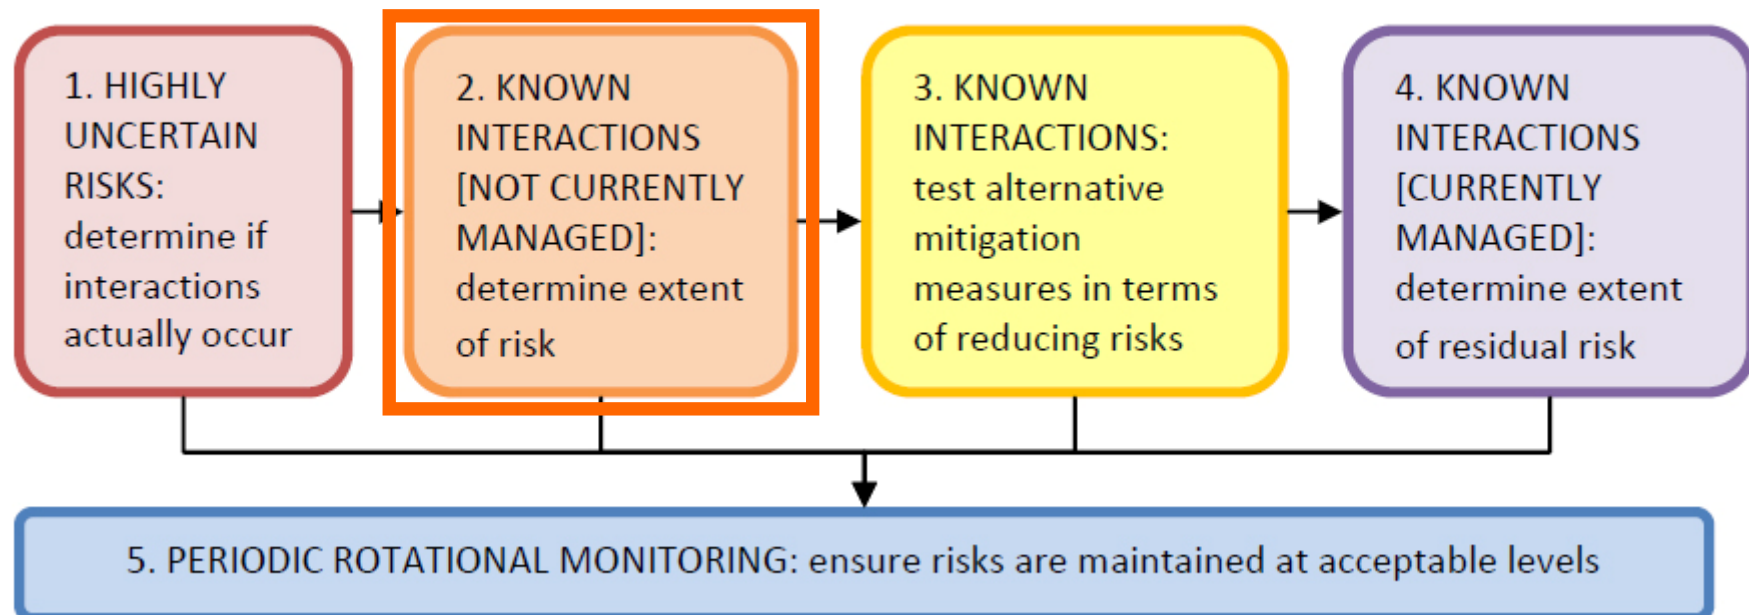 1. HIGHLY
UNCERTAIN
RISKS:
determine if
interactions
actually occur
2. KNOWN
INTERACTIONS
[NOT CURRENTLY
MANAGED]:
determine extent
of risk
3. KNOWN
INTERACTIONS:
test alternative
mitigation
measures in terms
of reducing risks
4. KNOWN
INTERACTIONS
[CURRENTLY
MANAGED]:
determine extent
of residual risk
5. PERIODIC ROTATIONAL MONITORING: ensure risks are maintained at acceptable levels